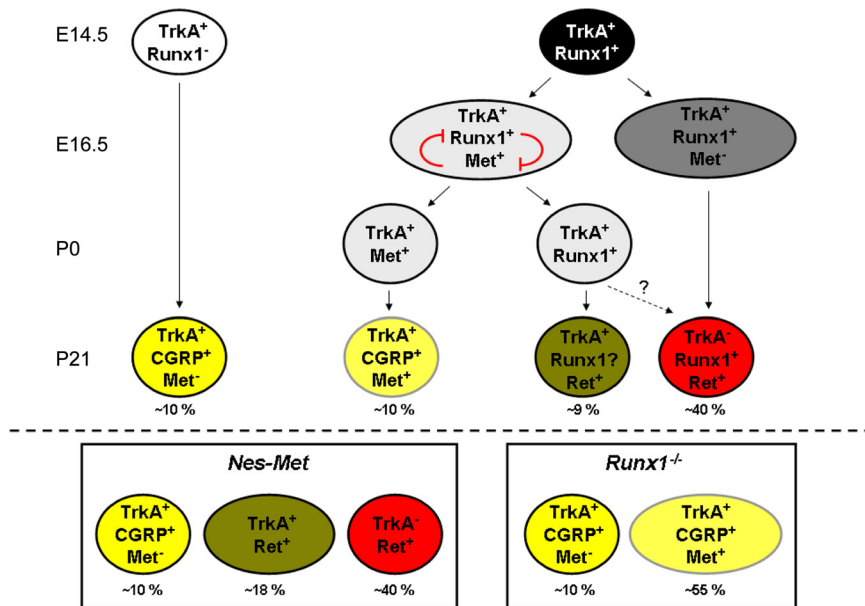 E14.5
TrkA+
Runx1-
TrkA+
Runx1+
E16.5
TrkA+
Runx1+
Met+
TrkA+
Runx1+
Met-
P0
TrkA+
Met+
TrkA+
Runx1+
?
P21
TrkA+
CGRP+
Met-
~10 %
TrkA+
CGRP+
Met+
~10 %
TrkA+
Runx1?
Ret+
~9 %
TrkA-
Runx1+
Ret+
~40 %
Nes-Met
TrkA+
CGRP+
Met-
~10 %
TrkA+
Ret+
~18 %
TrkA-
Ret+
~40 %
Runx1-/-
TrkA+
CGRP+
Met-
~10 %
TrkA+
CGRP+
Met+
~55 %